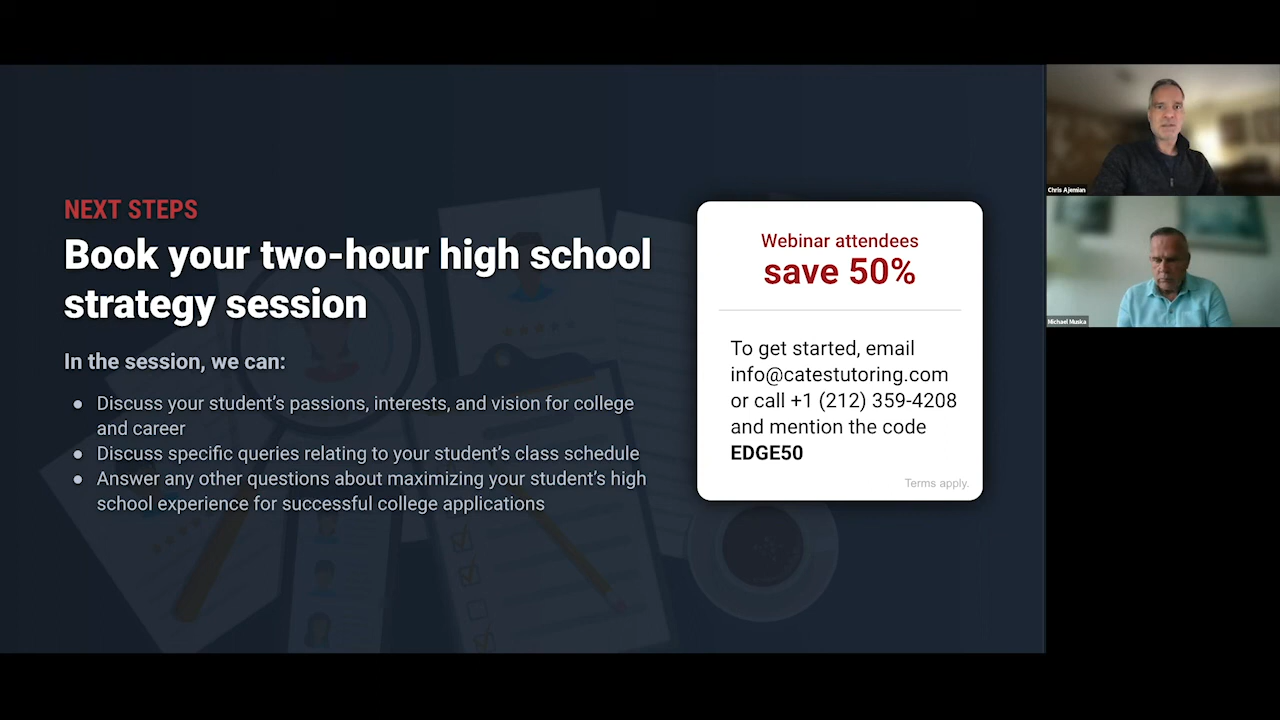 NEXT STEPS
Book your two-hour high school
strategy session
In the session, we can:
● Discuss your student’s passions, interests, and vision for college
and career
● Discuss specific queries relating to your student’s class schedule
● Answer any other questions about maximizing your student’s high
school experience for successful college applications
Webinar attendees
save 50%
To get started, email
info@catestutoring.com
or call +1 (212) 359-4208
and mention the code
EDGE50
Terms apply.
Chris Ajemian
Michael Muska